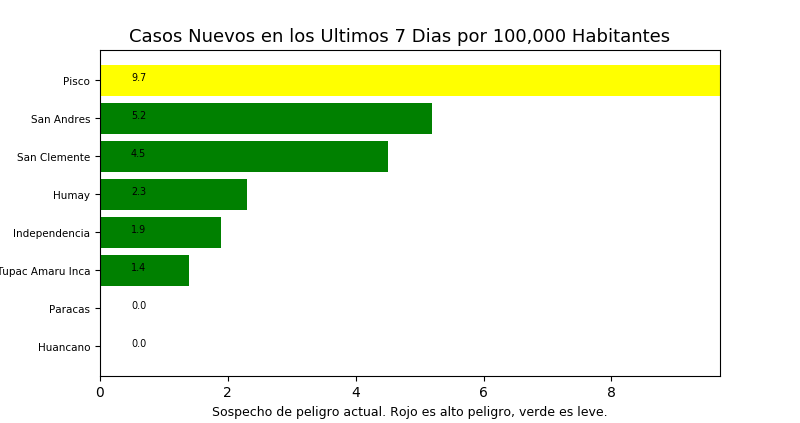 Casos Nuevos en los Ultimos 7 Dias por 100,000 Habitantes
Pisco 9.7
San Andres 5.2
San Clemente 4.5
Humay 2.3
Independencia 1.9
Tupac Amaru Inca 1.4
Paracas 0.0
Huancano 0.0
0 2 4 6 8
Sospecho de peligro actual. Rojo es alto peligro, verde es leve.